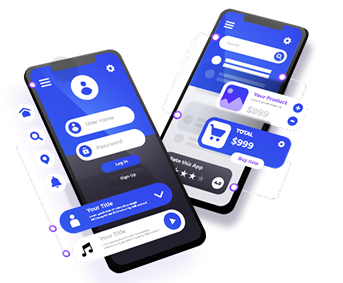 User name
Password
Log In
Sign Up
Your Title
Your Title
Your Product
$999
TOTAL
$999
Buy Now
Rate this App